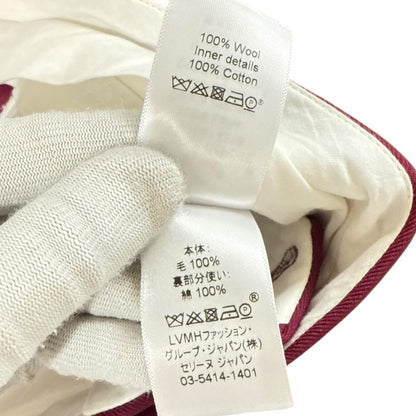 100% Wool
Inner details
100% Cotton
本体:
毛 100%
裏部分使い:
綿 100%
LVMHファッション・
グループ・ジャパン(株)
セリーヌ ジャパン
03-5414-1401